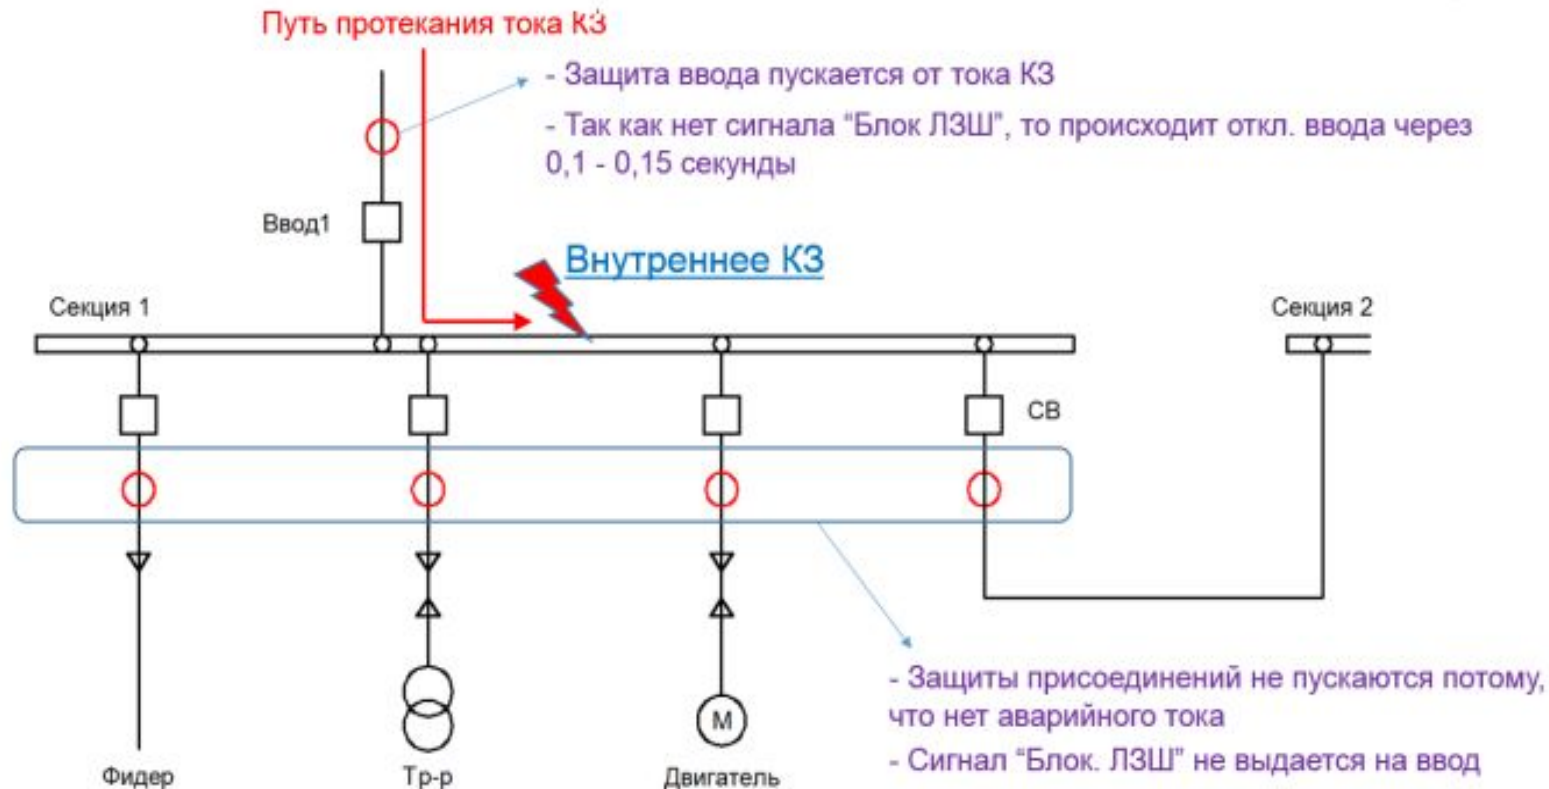 Путь протекания тока КЗ
- Защита ввода пускается от тока КЗ
- Так как нет сигнала “Блок ЛЗШ”, то происходит откл. ввода через
0,1 - 0,15 секунды
Ввод1
Внутреннее КЗ
Секция 1
Секция 2
СВ
- Защиты присоединений не пускаются потому,
что нет аварийного тока
- Сигнал “Блок. ЛЗШ” не выдается на ввод
М
Фидер
Тр-р
Двигатель